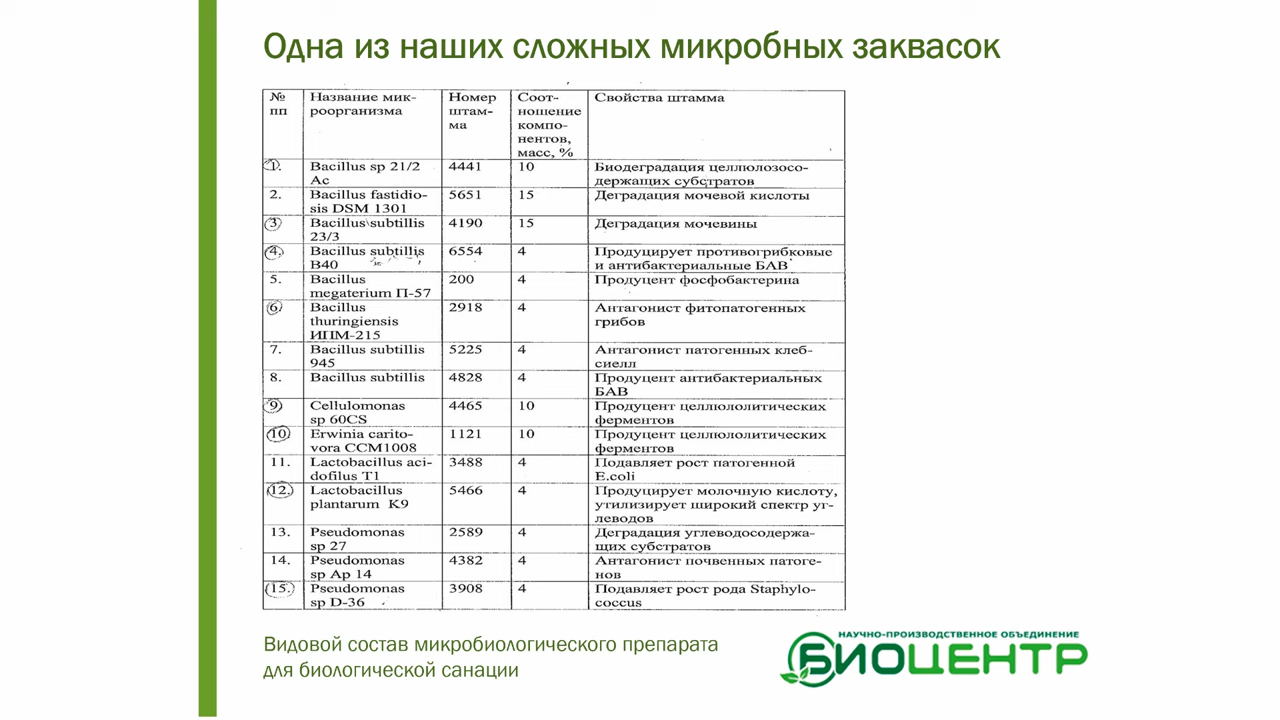 Одна из наших сложных микробных заквасок
№ пп | Название мик-роорганизма | Номер штам-ма | Соот-ношение компо-нентов, масс, % | Свойства штамма
1. | Bacillus sp 21/2 Ac | 4441 | 10 | Биодеградация целлюлозосо-держащих субстратов
2. | Bacillus fastidio-sis DSM 1301 | 5651 | 15 | Деградация мочевой кислоты
3 | Bacillus subtillis 23/3 | 4190 | 15 | Деградация мочевины
4. | Bacillus subtillis B40 | 6554 | 4 | Продуцирует противогрибковые и антибактериальные БАВ
5. | Bacillus megaterium П-57 | 200 | 4 | Продуцент фосфобактерина
6. | Bacillus thuringiensis ИПМ-215 | 2918 | 4 | Антагонист фитопатогенных грибов
7. | Bacillus subtillis 945 | 5225 | 4 | Антагонист патогенных клеб-сиелл
8. | Bacillus subtillis | 4828 | 4 | Продуцент антибактериальных БАВ
9) | Cellulomonas sp 60CS | 4465 | 10 | Продуцент целлюлолитических ферментов
10. | Erwinia carito-vora CCM1008 | 1121 | 10 | Продуцент целлюлолитических ферментов
11. | Lactobacillus aci-dofilus T1 | 3488 | 4 | Подавляет рост патогенной E.coli
12. | Lactobacillus plantarum K9 | 5466 | 4 | Продуцирует молочную кислоту, утилизирует широкий спектр уг-леводов
13. | Pseudomonas sp 27 | 2589 | 4 | Деградация углеводосодержа-щих субстратов
14. | Pseudomonas sp Ap 14 | 4382 | 4 | Антагонист почвенных патоге-нов
15. | Pseudomonas sp D-36 | 3908 | 4 | Подавляет рост рода Staphylo-coccus
Видовой состав микробиологического препарата
для биологической санации
НАУЧНО-ПРОИЗВОДСТВЕННОЕ ОБЪЕДИНЕНИЕ
БИОЦЕНТР